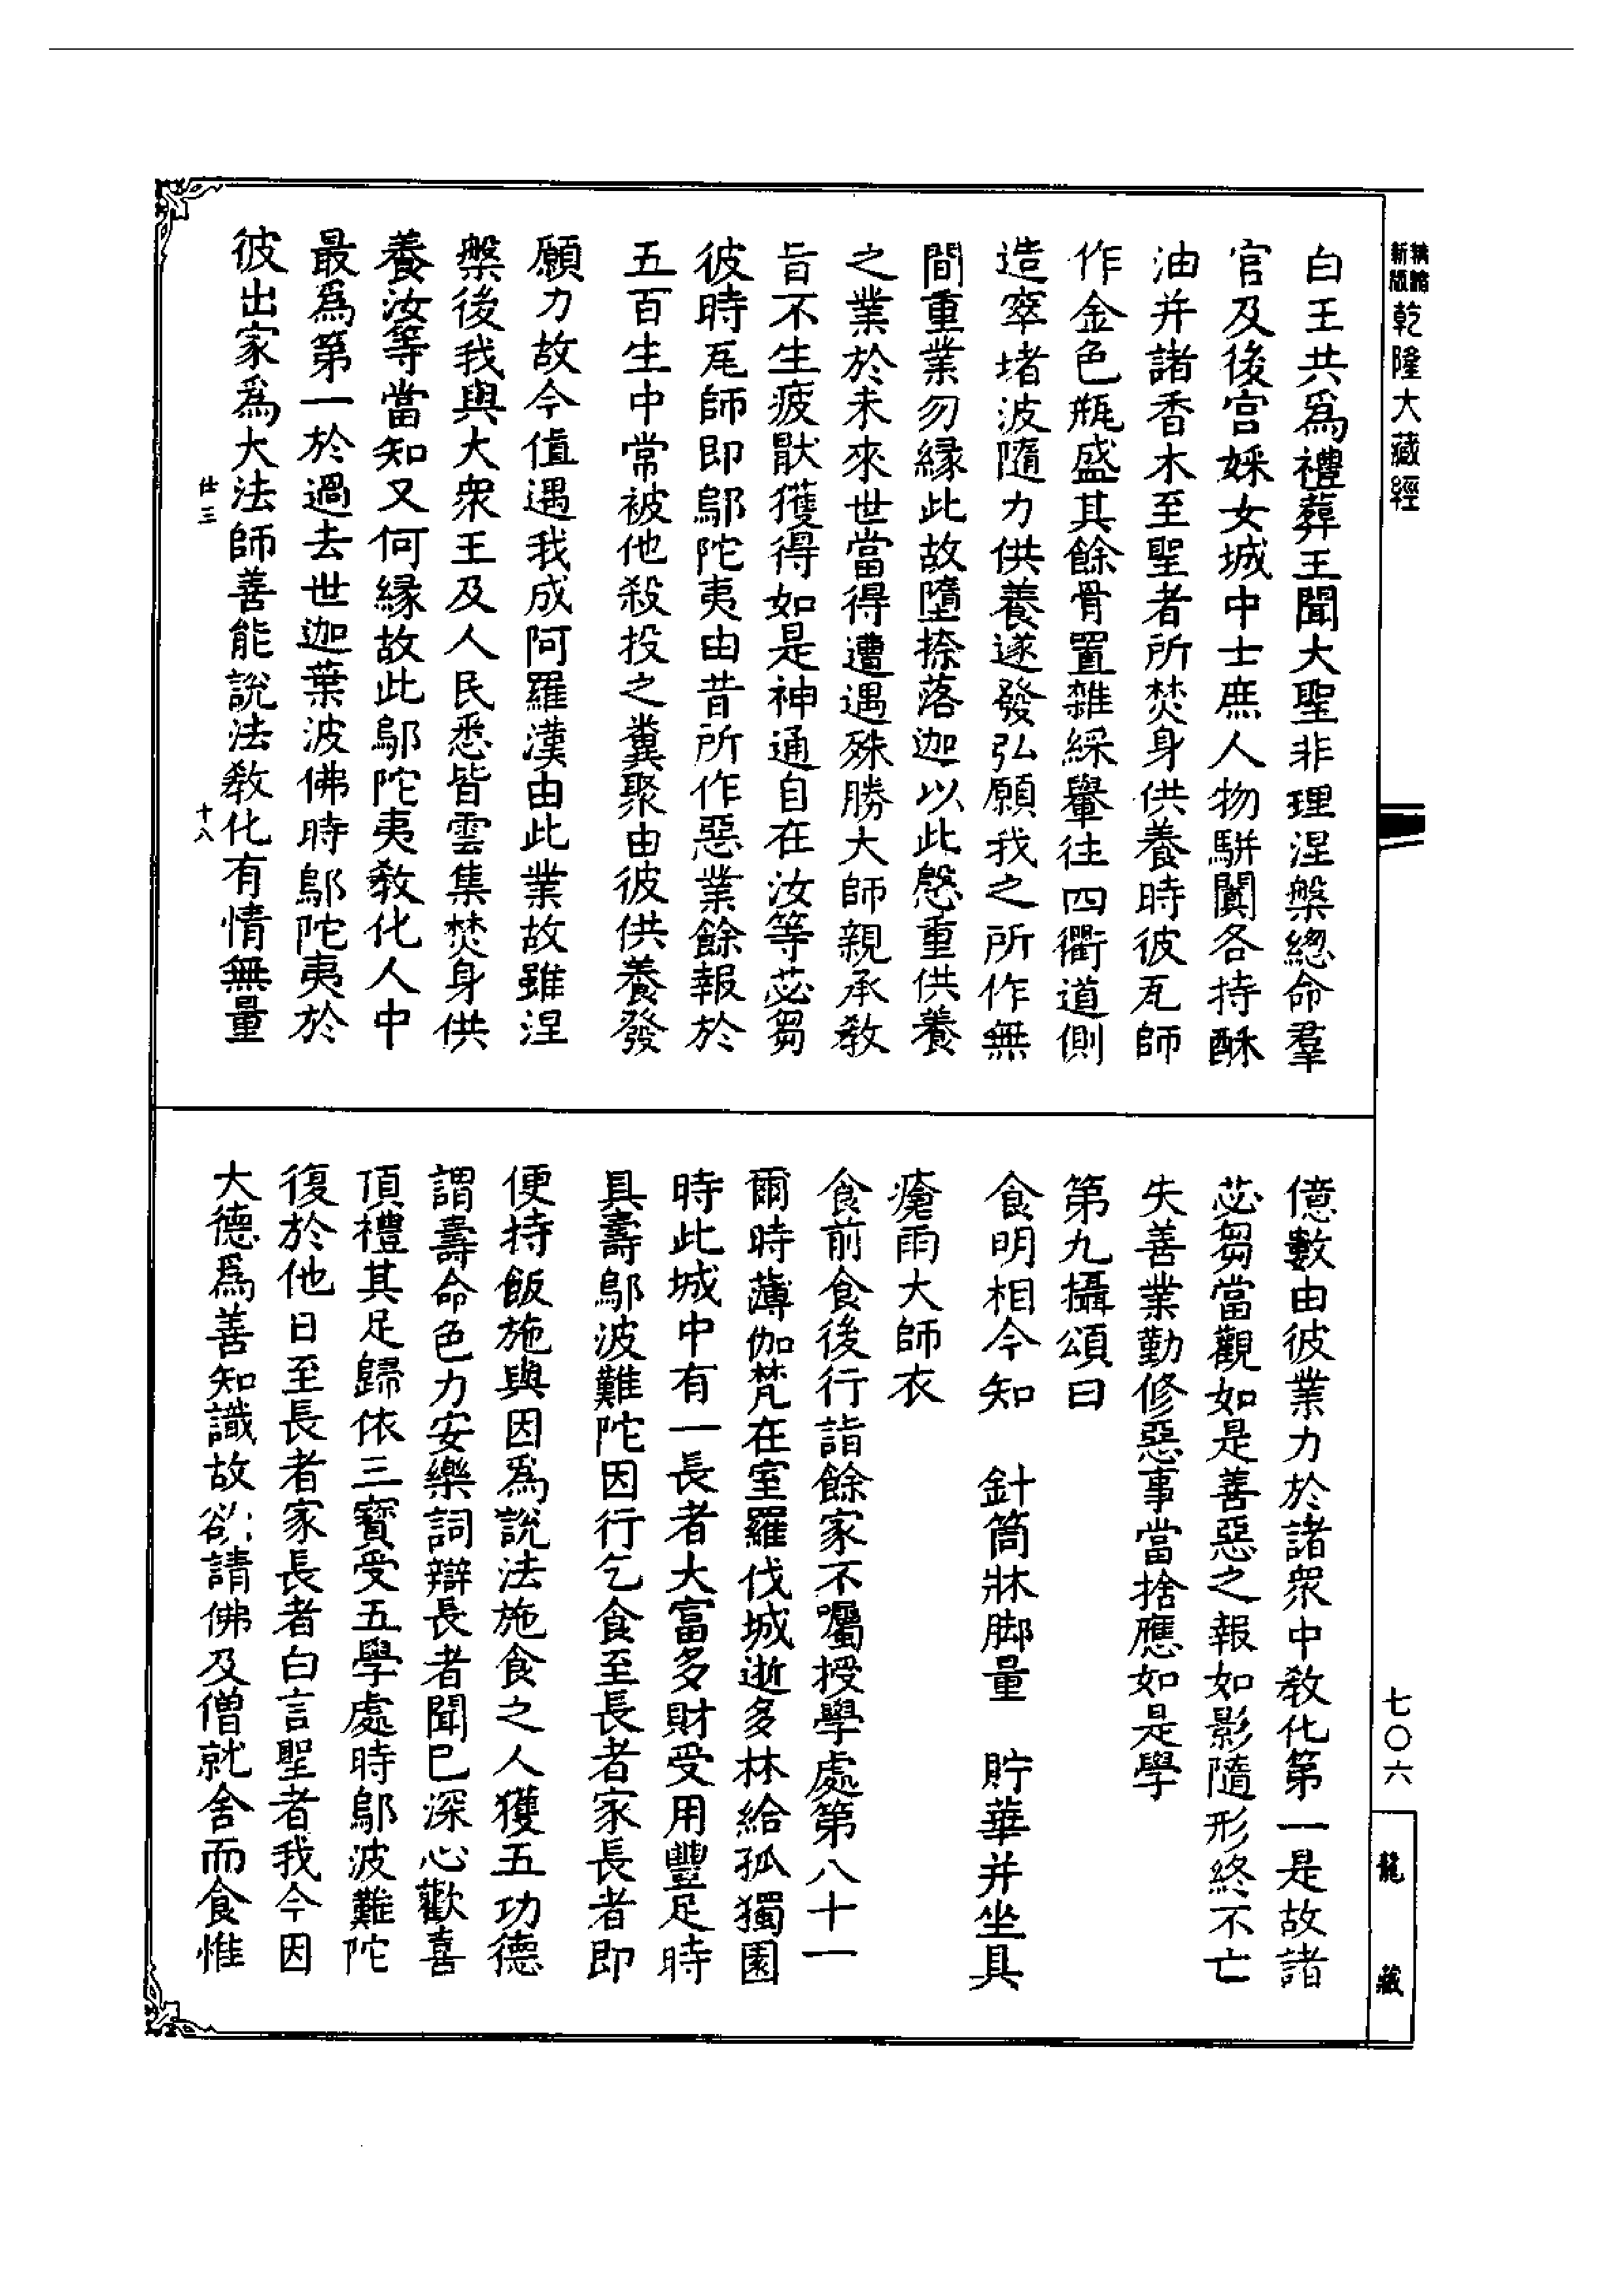 精體新版
乾隆大藏經
白王共爲禮葬王聞大聖非理涅槃總命羣
官及後宮婇女城中士庶人物駢闐各持酥
油并諸香木至聖者所焚身供養時彼瓦師
作金色瓶盛其餘骨置雜綵轝往四衢道側
造窣堵波隨力供養遂發弘願我之所作無
間重業勿縁此故墮捺落迦以此慇重供養
之業於未來世當得遭遇殊勝大師親承教
旨不生疲猒獲得如是神通自在汝等苾芻
彼時瓦師即鄔陀夷由昔所作惡業餘報於
五百生中常被他殺投之糞聚由彼供養發
願力故今值遇我成阿羅漢由此業故雖涅
槃後我與大衆王及人民悉皆雲集焚身供
養汝等當知又何縁故此鄔陀夷教化人中
最爲第一於過去世迦葉波佛時鄔陀夷於
彼出家爲大法師善能説法教化有情無量
仕三
十八
億數由彼業力於諸衆中教化第一是故諸
苾芻當觀如是善惡之報如影隨形終不亡
失善業勤修惡事當捨應如是學
第九攝頌曰
食明相今知　針筒牀脚量　貯華并坐具
瘡雨大師衣
食前食後行詣餘家不囑授學處第八十一
爾時薄伽梵在室羅伐城逝多林給孤獨園
時此城中有一長者大富多財受用豐足時
具壽鄔波難陀因行乞食至長者家長者即
便持飯施與因爲説法施食之人獲五功德
謂壽命色力安樂詞辯長者聞已深心歡喜
頂禮其足歸依三寳受五學處時鄔波難陀
復於他日至長者家長者白言聖者我今因
大德爲善知識故欲請佛及僧就舍而食惟
七〇六
龍藏